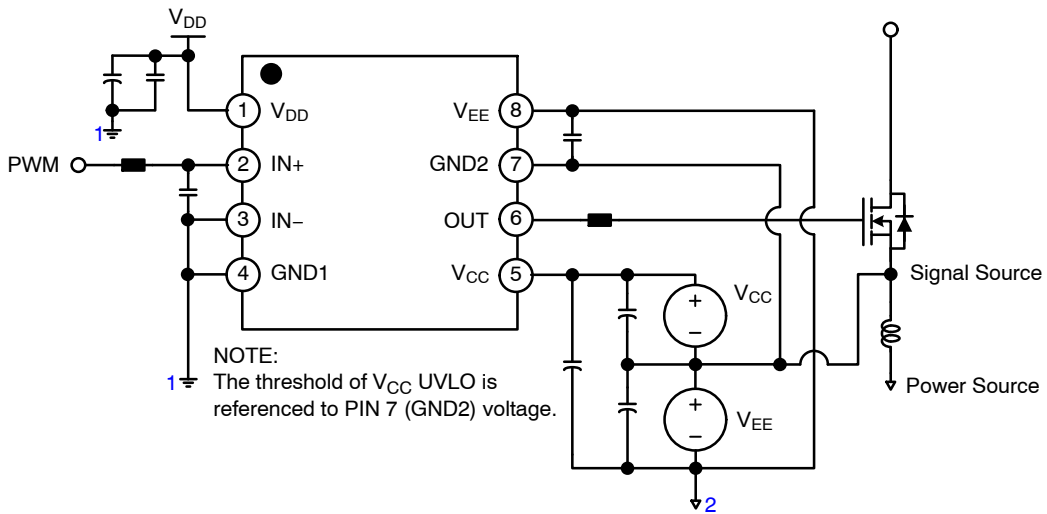 VDD
1
PWM
1 VDD
2 IN+
3 IN−
4 GND1
VEE 8
GND2 7
OUT 6
VCC 5
+
−
VCC
+
−
VEE
Signal Source
Power Source
1
2
NOTE:
The threshold of VCC UVLO is
referenced to PIN 7 (GND2) voltage.